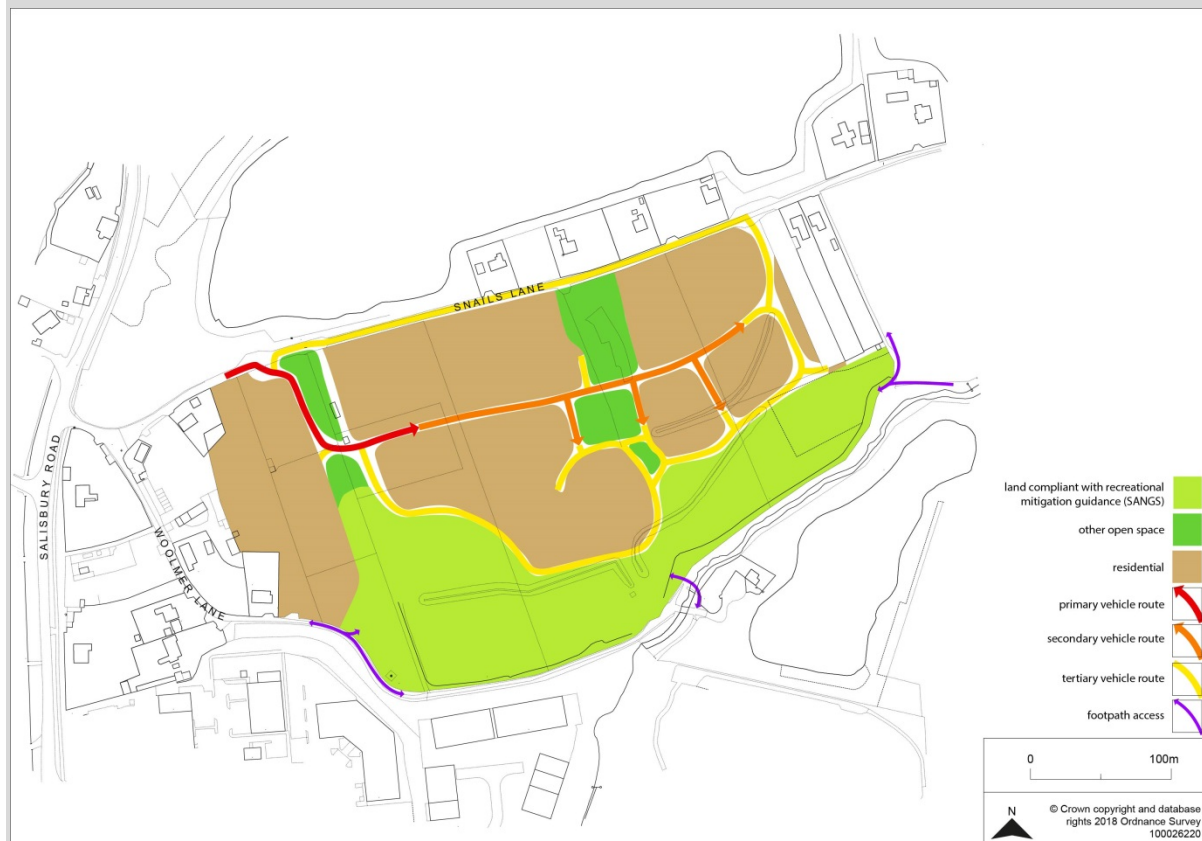 SNAILS LANE
SALISBURY ROAD
WOOLMER LANE
land compliant with recreational
mitigation guidance (SANGS)
other open space
residential
primary vehicle route
secondary vehicle route
tertiary vehicle route
footpath access
0 100m
N
© Crown copyright and database
rights 2018 Ordnance Survey
100026220